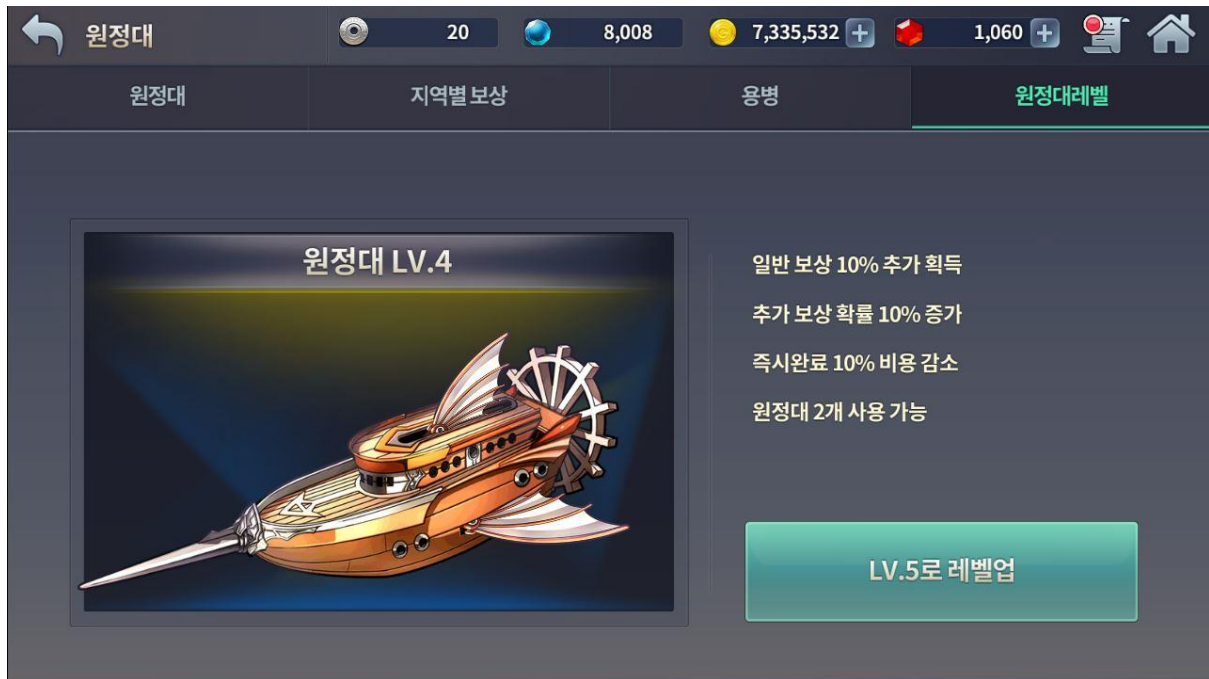 원정대
20
8,008
7,335,532
1,060
원정대
지역별 보상
용병
원정대레벨
원정대 LV.4
일반 보상 10% 추가 획득
추가 보상 확률 10% 증가
즉시완료 10% 비용 감소
원정대 2개 사용 가능
LV.5로 레벨업